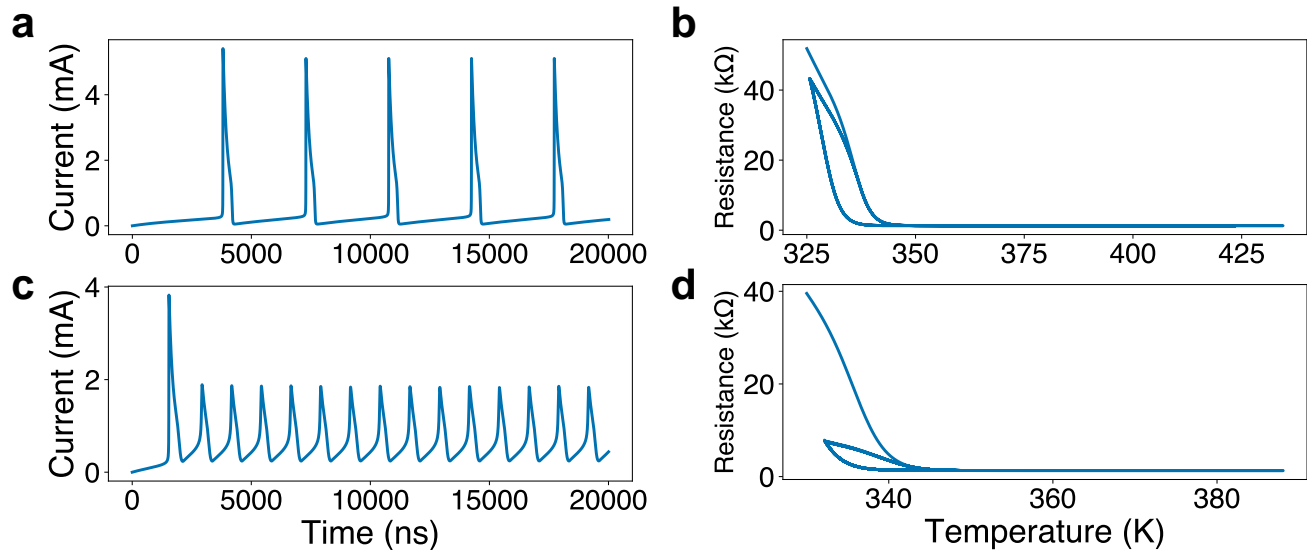 a
Current (mA)
4
2
0
0 5000 10000 15000 20000
b
Resistance (kΩ)
40
20
0
325 350 375 400 425
c
Current (mA)
4
2
0
0 5000 10000 15000 20000
Time (ns)
d
Resistance (kΩ)
40
20
0
340 360 380
Temperature (K)